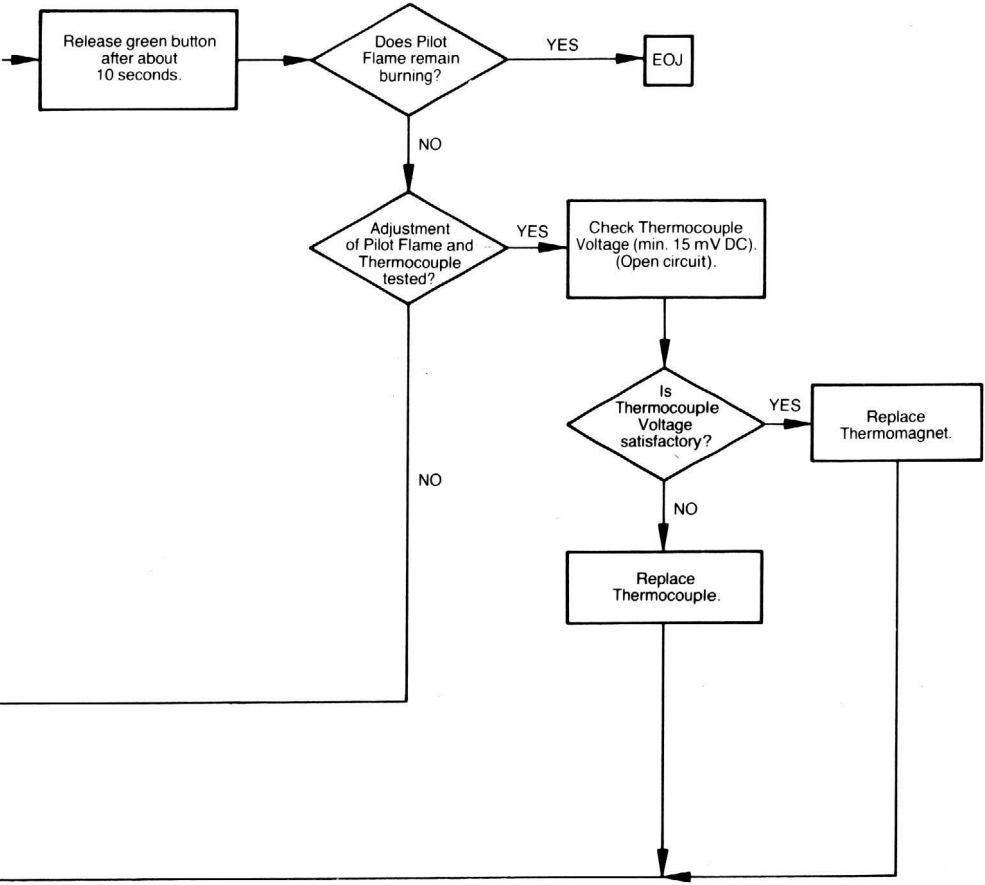 Release green button
after about
10 seconds.
Does Pilot
Flame remain
burning?
YES
EOJ
NO
Adjustment
of Pilot Flame and
Thermocouple
tested?
YES
Check Thermocouple
Voltage (min. 15 mV DC).
(Open circuit).
Is
Thermocouple
Voltage
satisfactory?
YES
Replace
Thermomagnet.
NO
NO
Replace
Thermocouple.